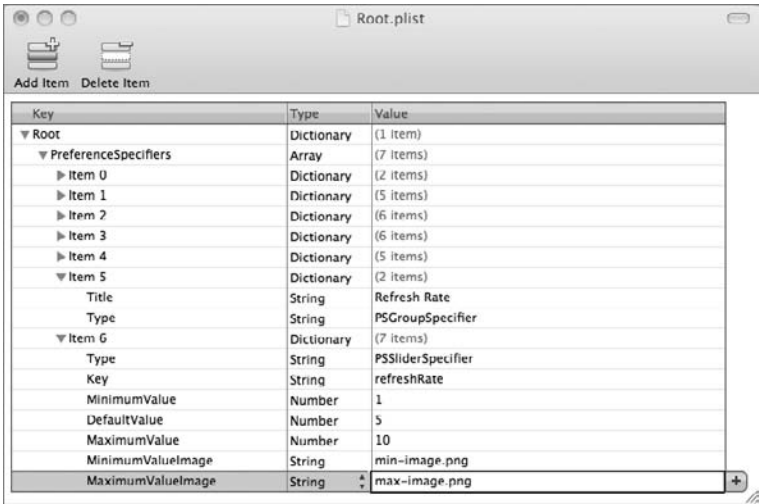 Root.plist
Add Item Delete Item
Key Type Value
Root Dictionary (1 item)
PreferenceSpecifiers Array (7 items)
Item 0 Dictionary (2 items)
Item 1 Dictionary (5 items)
Item 2 Dictionary (6 items)
Item 3 Dictionary (6 items)
Item 4 Dictionary (5 items)
Item 5 Dictionary (2 items)
Title String Refresh Rate
Type String PSGroupSpecifier
Item 6 Dictionary (7 items)
Type String PSSliderSpecifier
Key String refreshRate
MinimumValue Number 1
DefaultValue Number 5
MaximumValue Number 10
MinimumValueImage String min-image.png
MaximumValueImage String max-image.png